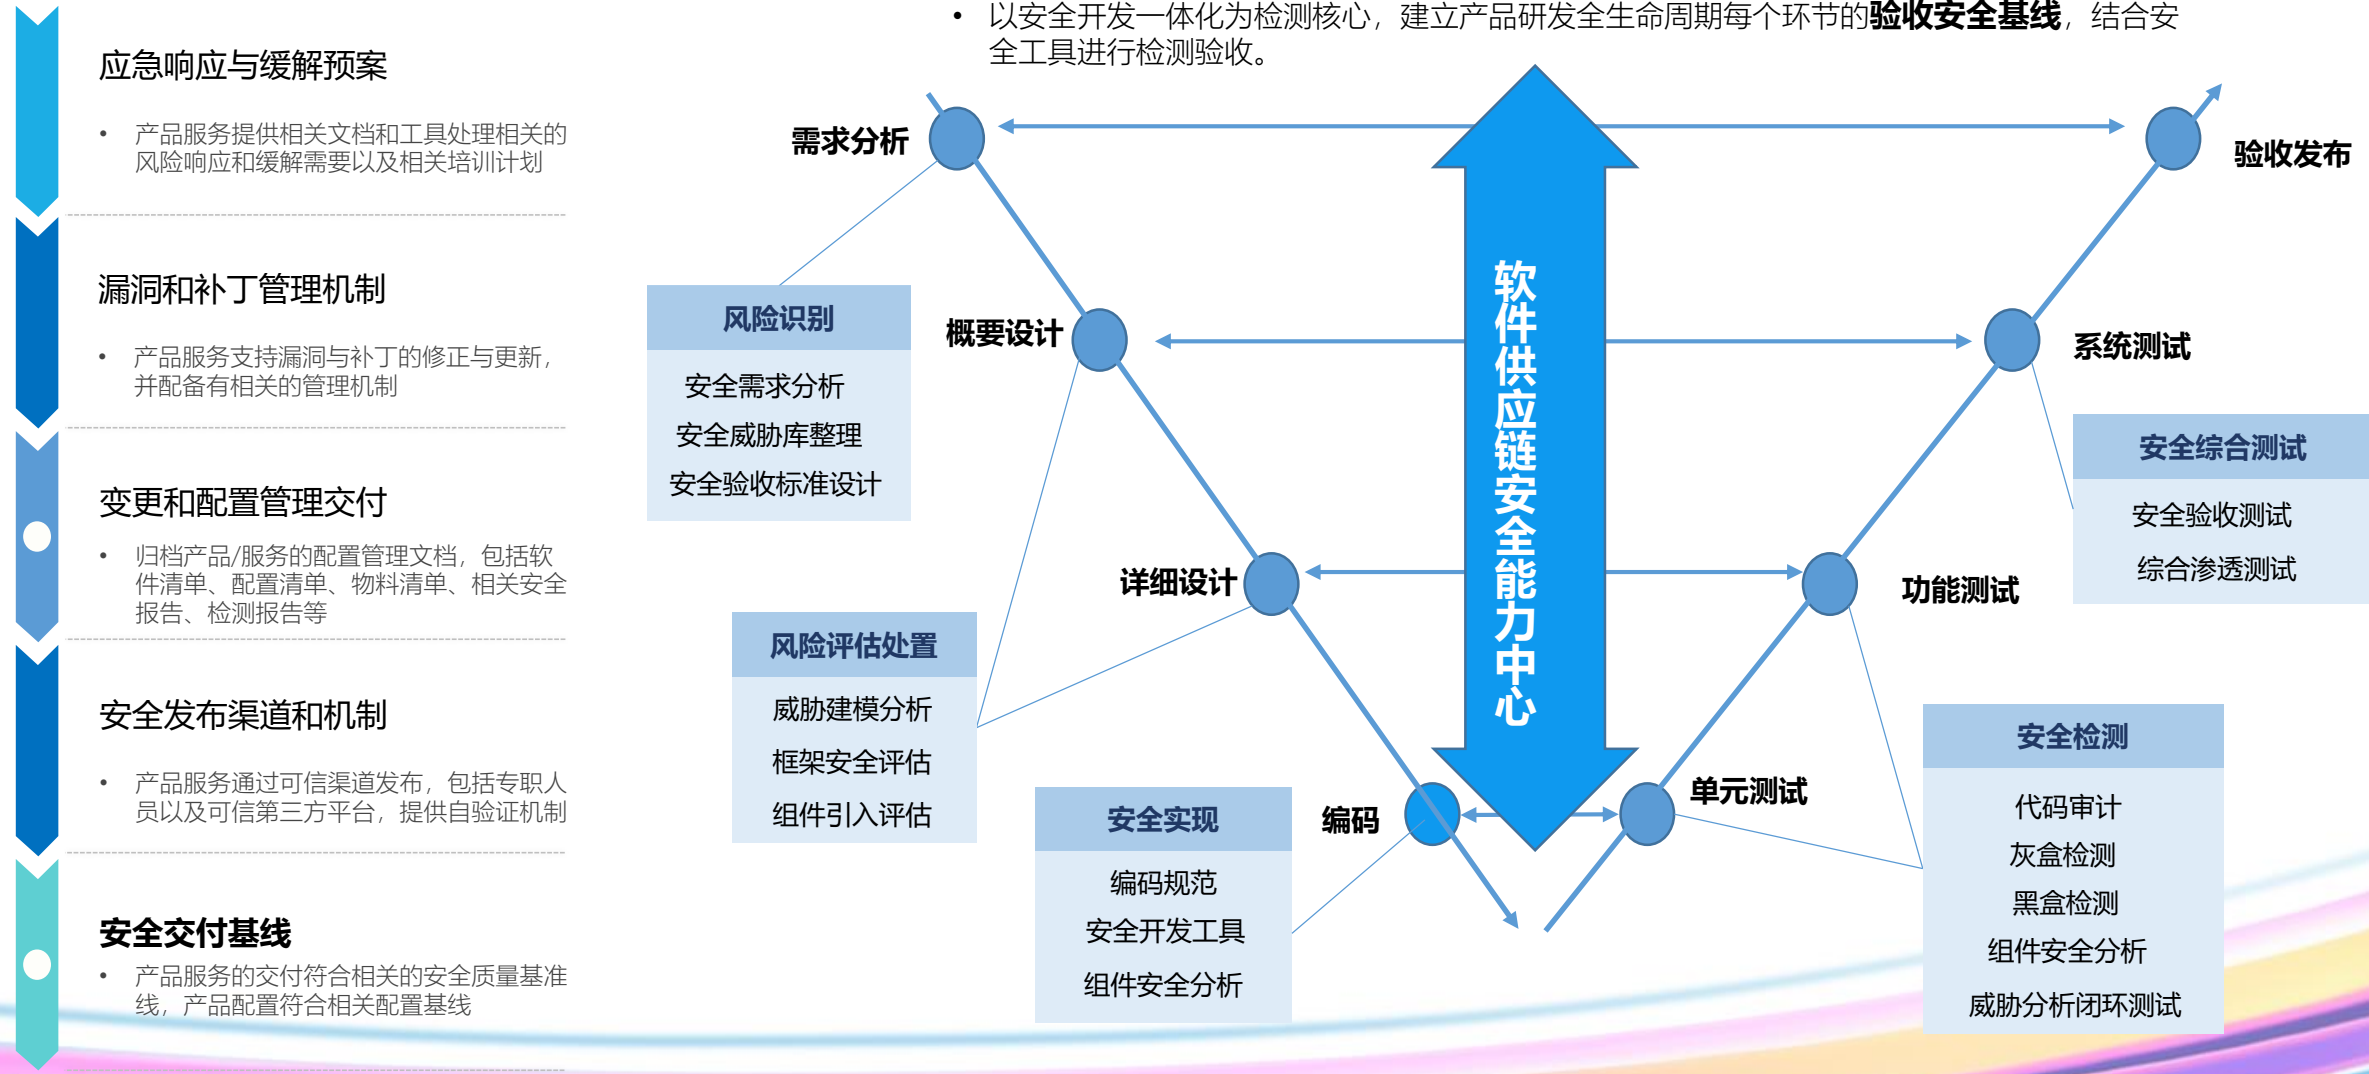 应急响应与缓解预案
• 产品服务提供相关文档和工具处理相关的
风险响应和缓解需要以及相关培训计划
漏洞和补丁管理机制
• 产品服务支持漏洞与补丁的修正与更新，
并配备有相关的管理机制
变更和配置管理交付
• 归档产品/服务的配置管理文档，包括软
件清单、配置清单、物料清单、相关安全
报告、检测报告等
安全发布渠道和机制
• 产品服务通过可信渠道发布，包括专职人
员以及可信第三方平台，提供自验证机制
安全交付基线
• 产品服务的交付符合相关的安全质量基准
线，产品配置符合相关配置基线
• 以安全开发一体化为检测核心，建立产品研发全生命周期每个环节的验收安全基线，结合安
全工具进行检测验收。
需求分析
验收发布
风险识别
安全需求分析
安全威胁库整理
安全验收标准设计
概要设计
系统测试
安全综合测试
安全验收测试
综合渗透测试
软件供应链安全能力中心
详细设计
功能测试
风险评估处置
威胁建模分析
框架安全评估
组件引入评估
编码
单元测试
安全实现
编码规范
安全开发工具
组件安全分析
安全检测
代码审计
灰盒检测
黑盒检测
组件安全分析
威胁分析闭环测试